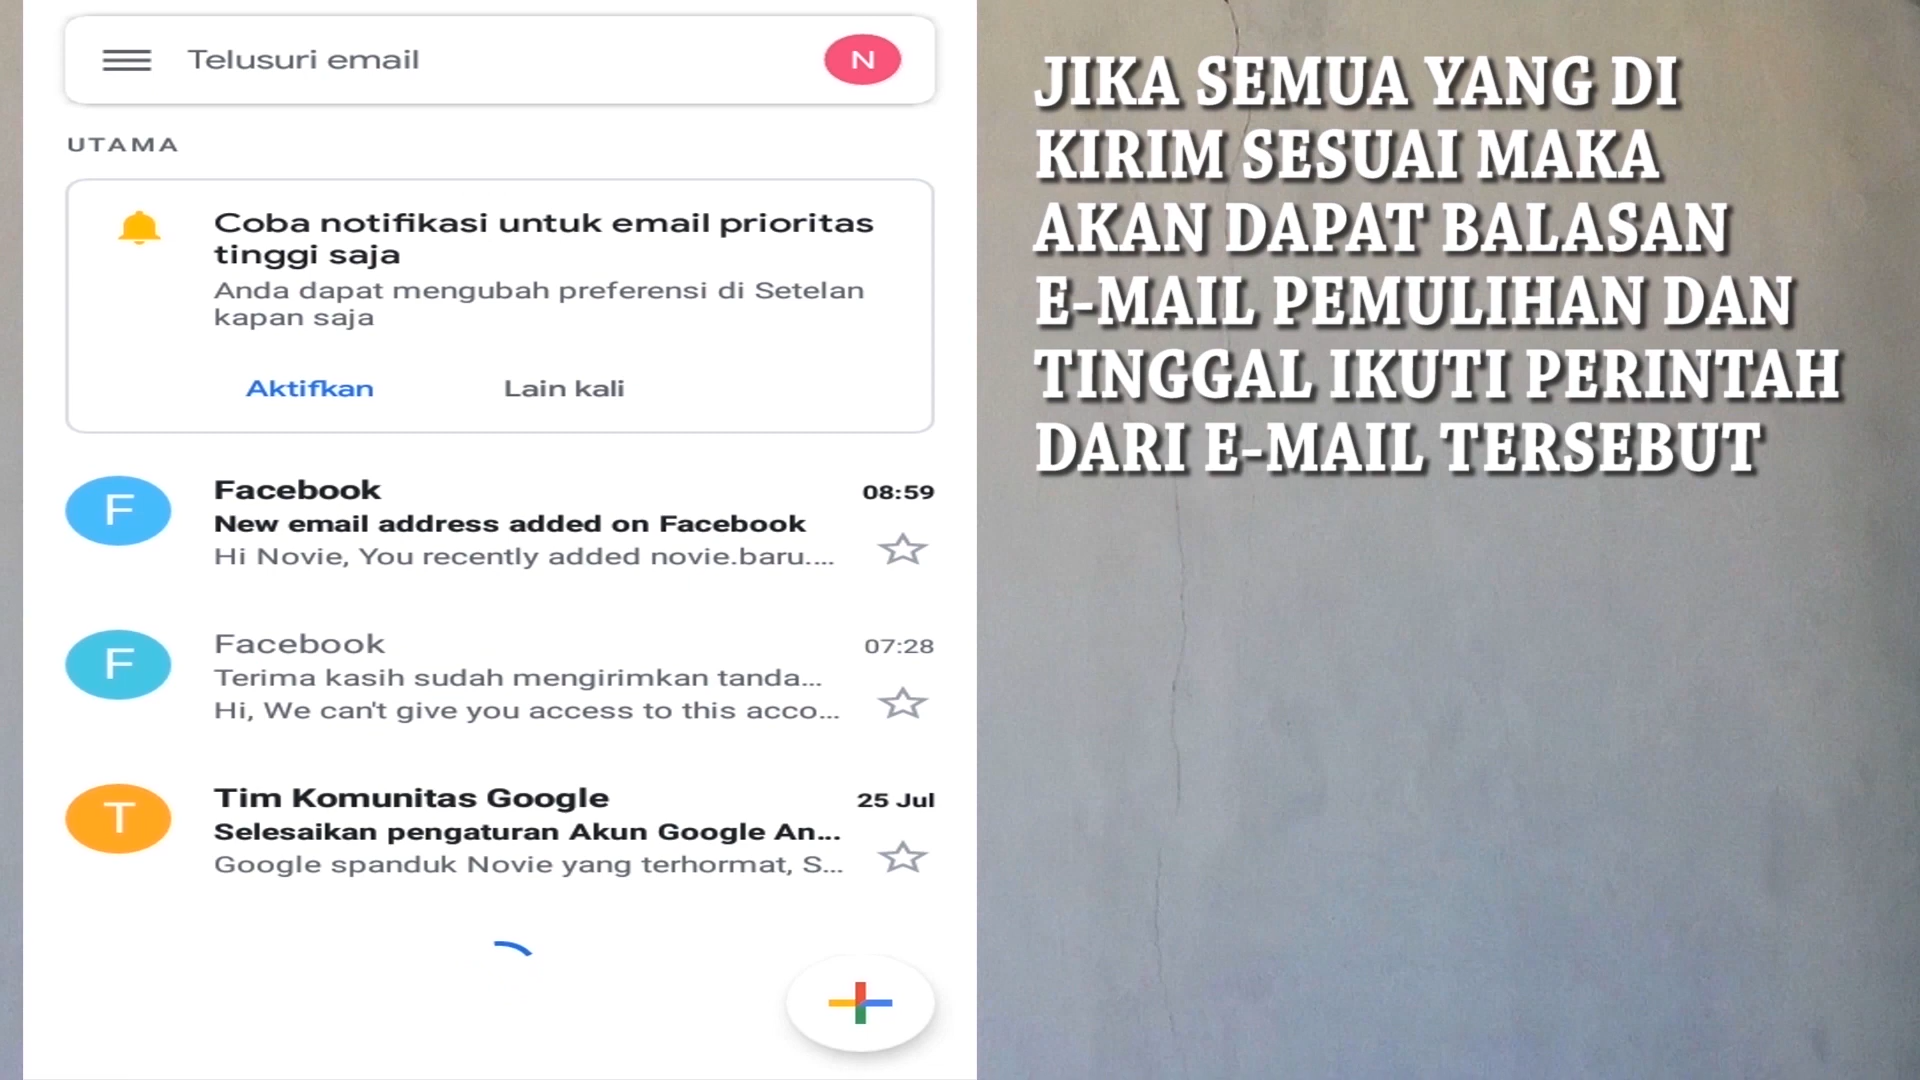 Telusuri email
N
UTAMA
Coba notifikasi untuk email prioritas
tinggi saja
Anda dapat mengubah preferensi di Setelan
kapan saja
Aktifkan
Lain kali
F
Facebook
08:59
New email address added on Facebook
Hi Novie, You recently added novie.baru....
F
Facebook
07:28
Terima kasih sudah mengirimkan tanda...
Hi, We can't give you access to this acco...
T
Tim Komunitas Google
25 Jul
Selesaikan pengaturan Akun Google An...
Google spanduk Novie yang terhormat, S...
JIKA SEMUA YANG DI
KIRIM SESUAI MAKA
AKAN DAPAT BALASAN
E-MAIL PEMULIHAN DAN
TINGGAL IKUTI PERINTAH
DARI E-MAIL TERSEBUT